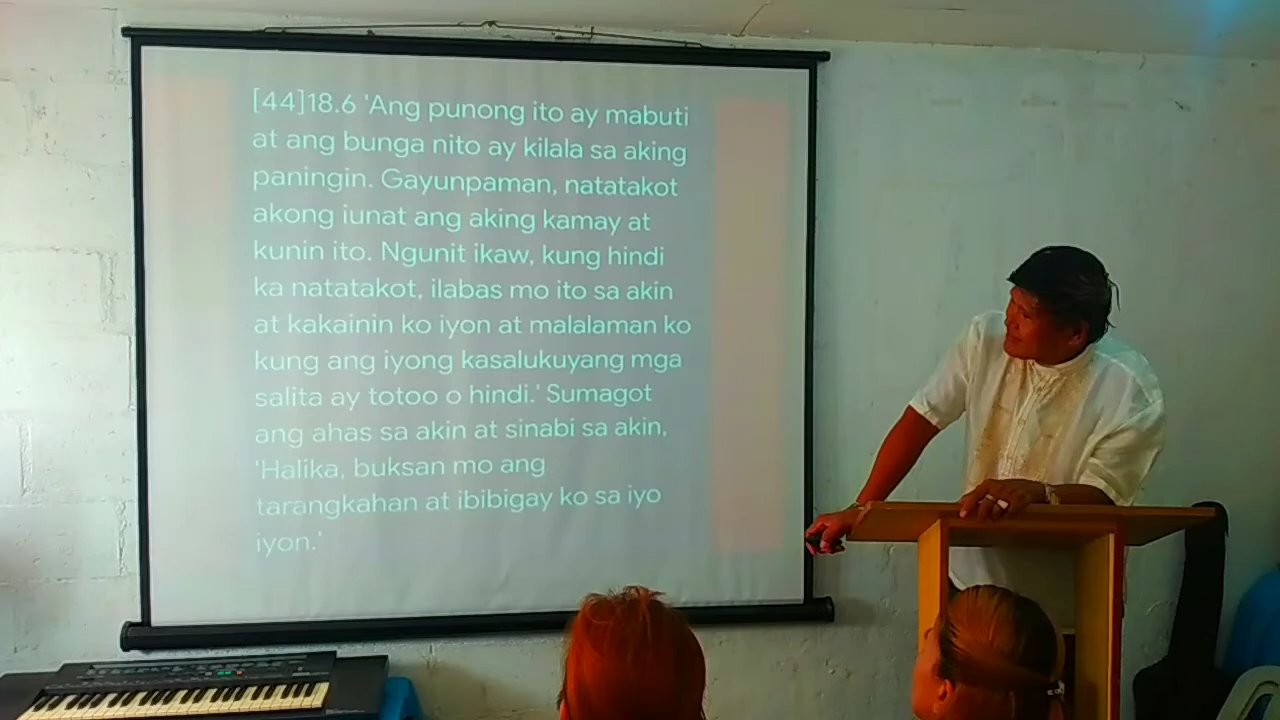 [44]18.6 'Ang punong ito ay mabuti
at ang bunga nito ay kilala sa aking
paningin. Gayunpaman, natatakot
akong iunat ang aking kamay at
kunin ito. Ngunit ikaw, kung hindi
ka natatakot, ilabas mo ito sa akin
at kakainin ko iyon at malalaman ko
kung ang iyong kasalukuyang mga
salita ay totoo o hindi.' Sumagot
ang ahas sa akin at sinabi sa akin,
'Halika, buksan mo ang
tarangkahan at ibibigay ko sa iyo
iyon.'